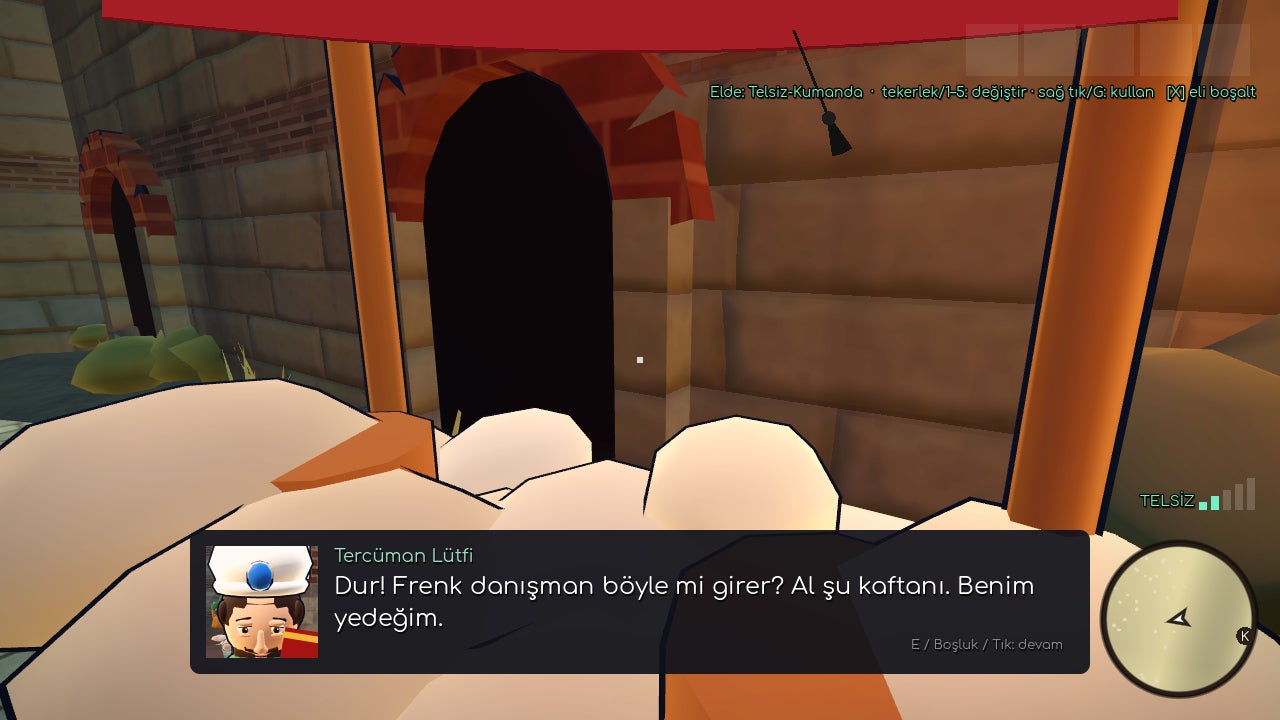 Elde: Telsiz-Kumanda · tekerlek/1-5: değiştir · sağ tık/G: kullan [X] eli boşalt
TELSİZ
Tercüman Lütfi
Dur! Frenk danışman böyle mi girer? Al şu kaftanı. Benim
yedeğim.
E / Boşluk / Tık: devam
K